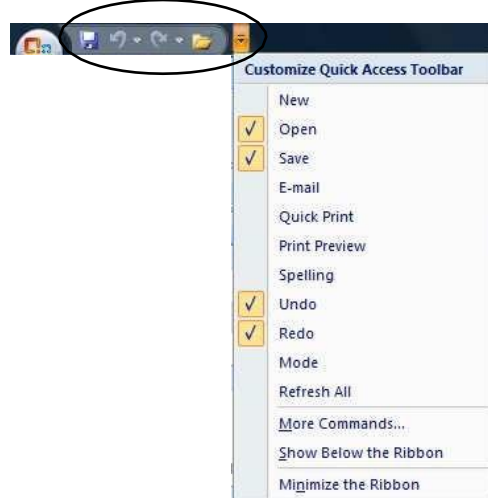 Customize Quick Access Toolbar
New
Open
Save
E-mail
Quick Print
Print Preview
Spelling
Undo
Redo
Mode
Refresh All
More Commands...
Show Below the Ribbon
Minimize the Ribbon